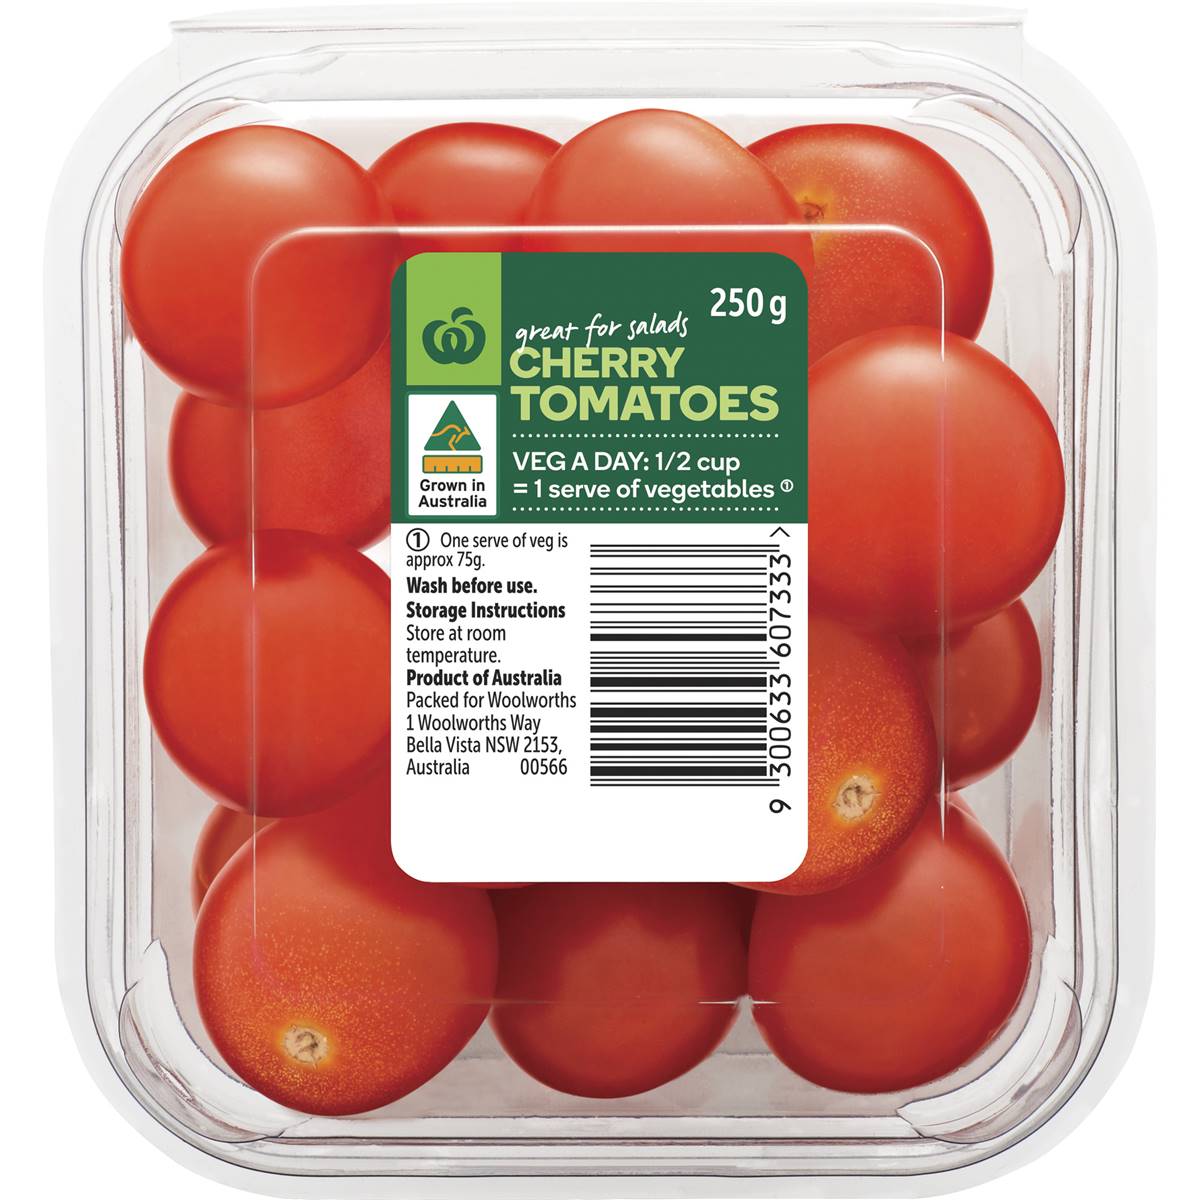 250g
great for salads
CHERRY
TOMATOES
VEG A DAY: 1/2 cup
= 1 serve of vegetables ①
Grown in
Australia
① One serve of veg is
approx 75g.
Wash before use.
Storage Instructions
Store at room
temperature.
Product of Australia
Packed for Woolworths
1 Woolworths Way
Bella Vista NSW 2153,
Australia 00566
9 300633 607333 >